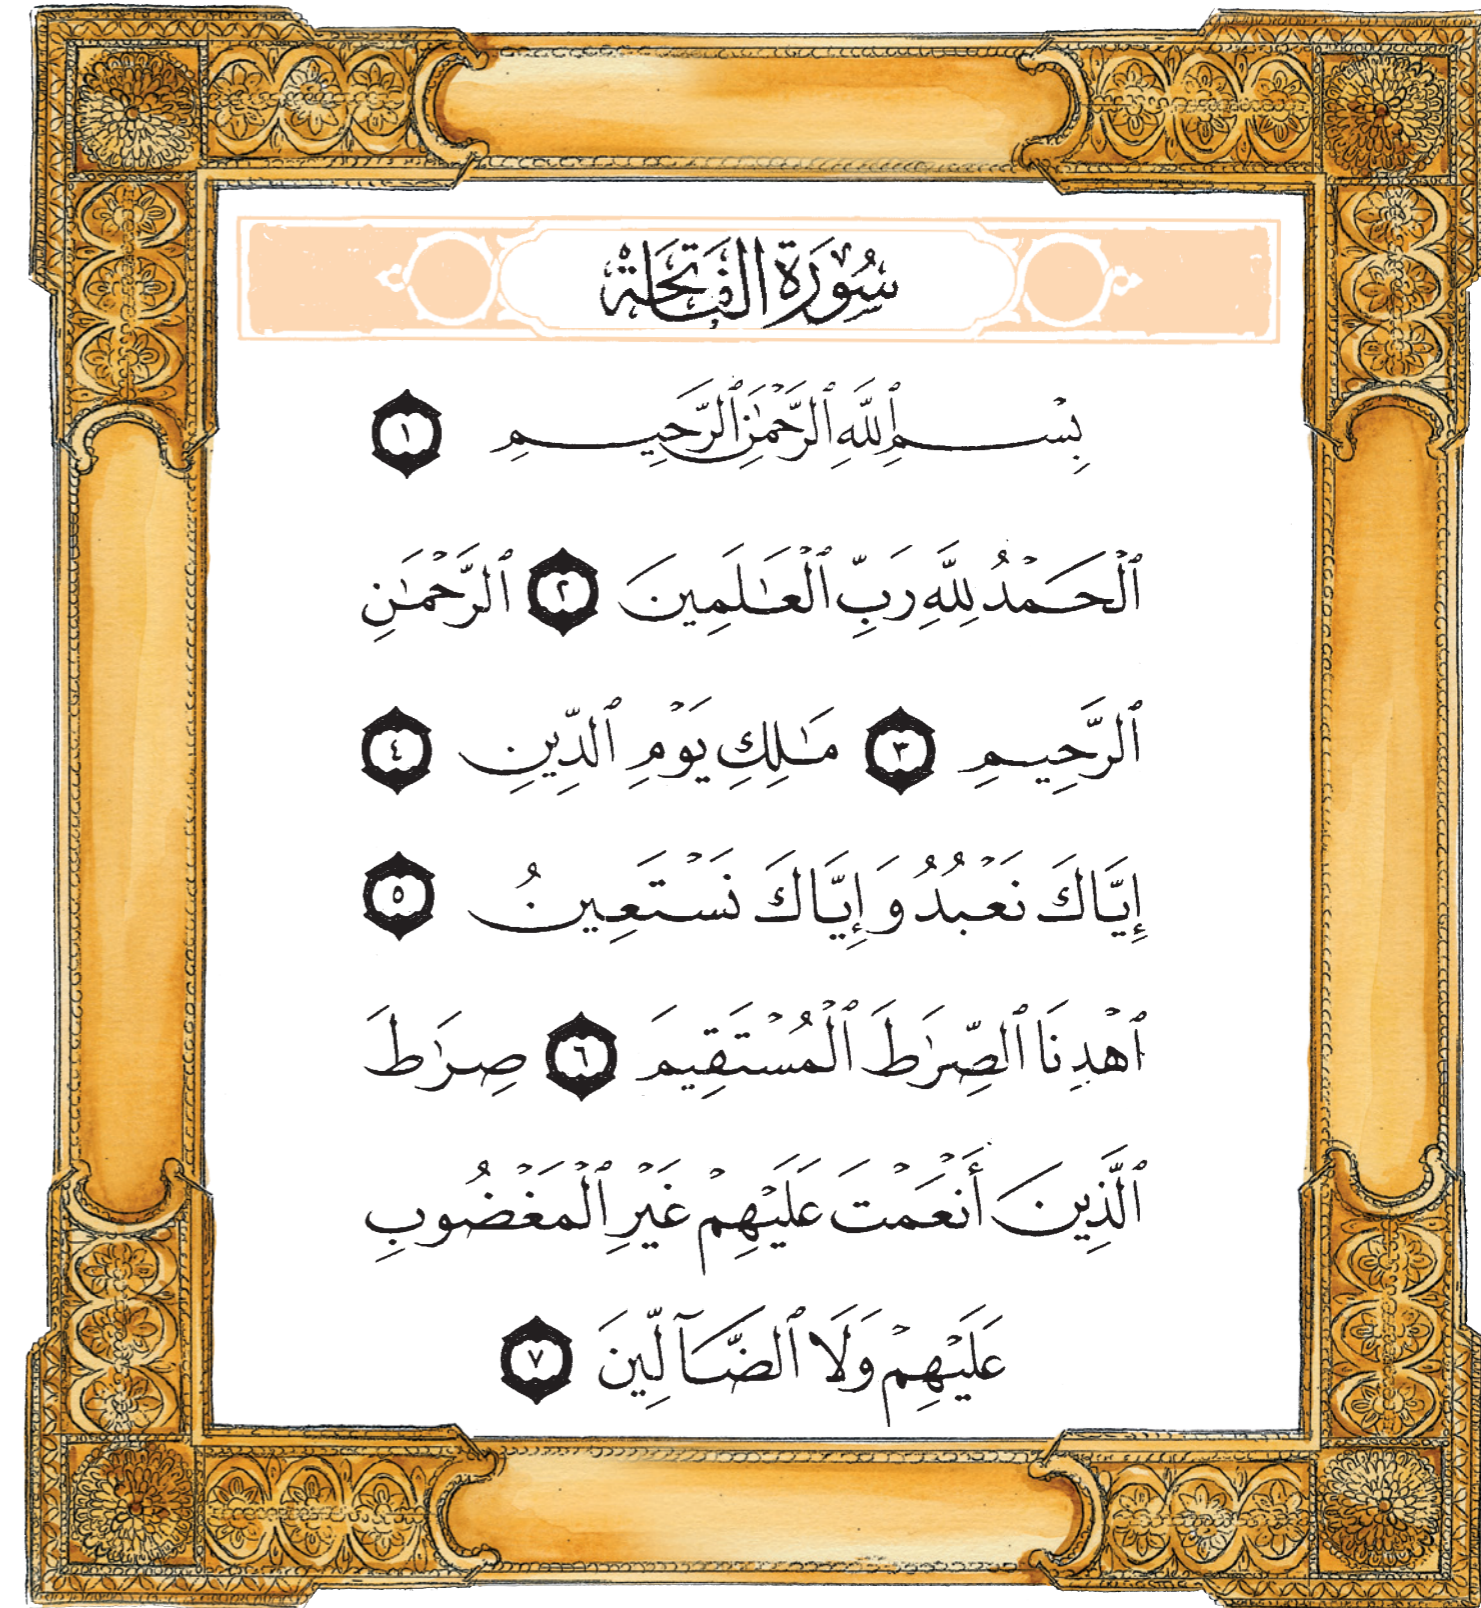 سُورَةُ الفَاتِحَةِ
بِسْمِ ٱللَّهِ ٱلرَّحْمَٰنِ ٱلرَّحِيمِ ١
ٱلْحَمْدُ لِلَّهِ رَبِّ ٱلْعَٰلَمِينَ ٢ ٱلرَّحْمَٰنِ
ٱلرَّحِيمِ ٣ مَٰلِكِ يَوْمِ ٱلدِّينِ ٤
إِيَّاكَ نَعْبُدُ وَإِيَّاكَ نَسْتَعِينُ ٥
ٱهْدِنَا ٱلصِّرَٰطَ ٱلْمُسْتَقِيمَ ٦ صِرَٰطَ
ٱلَّذِينَ أَنْعَمْتَ عَلَيْهِمْ غَيْرِ ٱلْمَغْضُوبِ
عَلَيْهِمْ وَلَا ٱلضَّآلِّينَ ٧